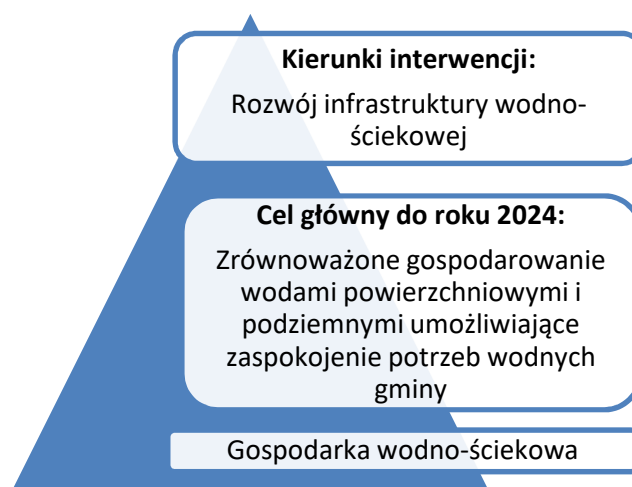 Kierunki interwencji:
Rozwój infrastruktury wodno-
ściekowej
Cel główny do roku 2024:
Zrównoważone gospodarowanie
wodami powierzchniowymi i
podziemnymi umożliwiające
zaspokojenie potrzeb wodnych
gminy
Gospodarka wodno-ściekowa